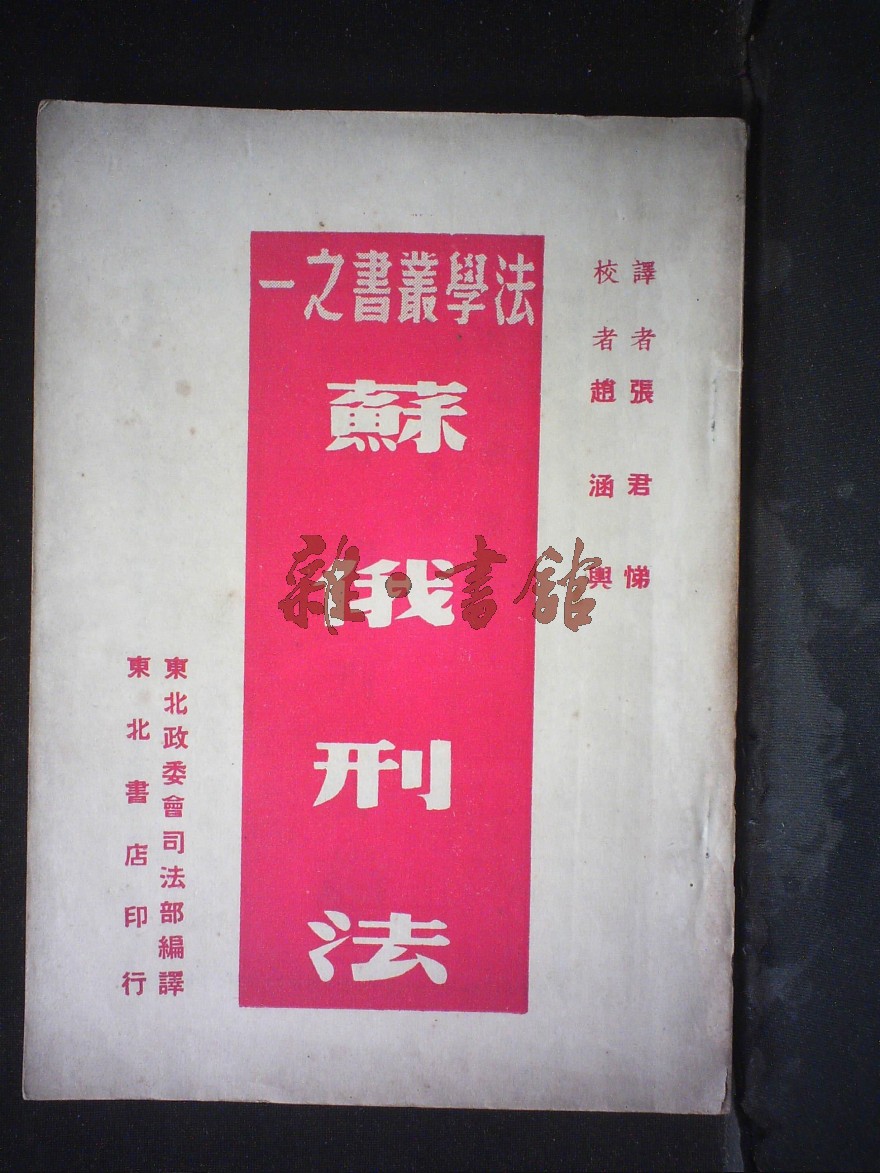 譯者張君悌
校者趙涵輿
法學叢書之一
蘇俄刑法
東北政委會司法部編譯
東北書店印行
雜·書館